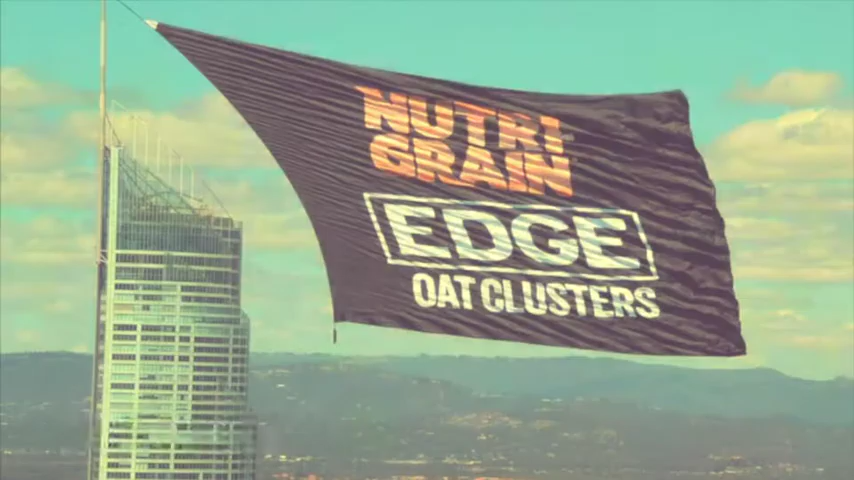 NUTRI-
GRAIN
EDGE
OAT CLUSTERS